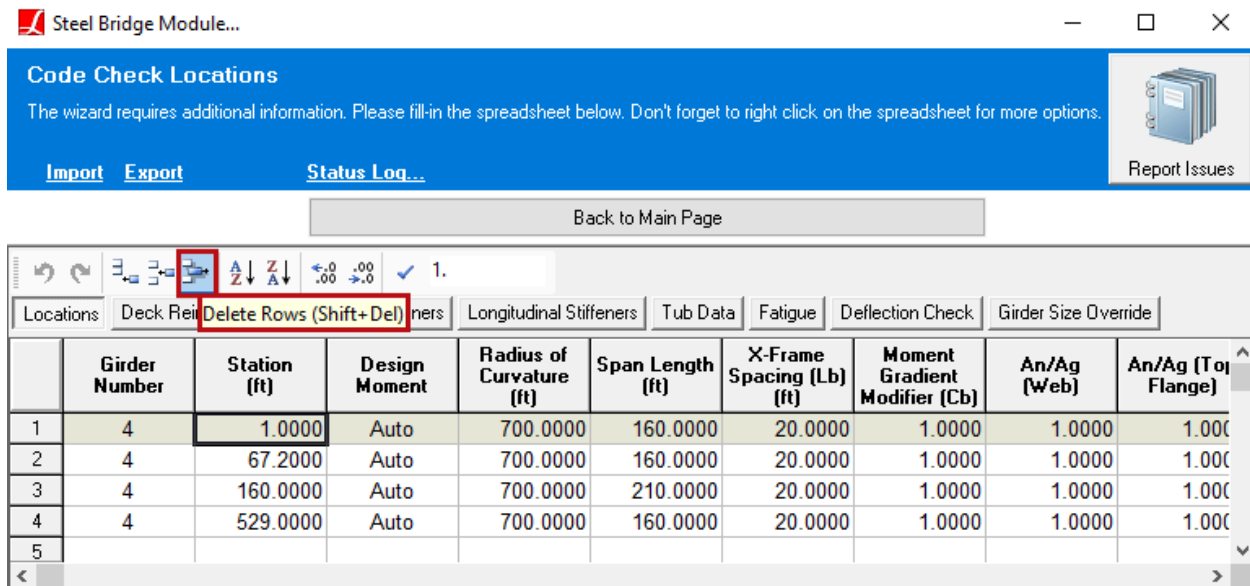 Steel Bridge Module...
Code Check Locations
The wizard requires additional information. Please fill-in the spreadsheet below. Don't forget to right click on the spreadsheet for more options.
Import Export Status Log...
Report Issues
Back to Main Page
1.
Delete Rows (Shift+Del)
Locations Deck Rei ners Longitudinal Stiffeners Tub Data Fatigue Deflection Check Girder Size Override
Girder Number Station (ft) Design Moment Radius of Curvature (ft) Span Length (ft) X-Frame Spacing (Lb) (ft) Moment Gradient Modifier (Cb) An/Ag (Web) An/Ag (Top Flange)
1 4 1.0000 Auto 700.0000 160.0000 20.0000 1.0000 1.0000 1.000
2 4 67.2000 Auto 700.0000 160.0000 20.0000 1.0000 1.0000 1.000
3 4 160.0000 Auto 700.0000 210.0000 20.0000 1.0000 1.0000 1.000
4 4 529.0000 Auto 700.0000 160.0000 20.0000 1.0000 1.0000 1.000
5